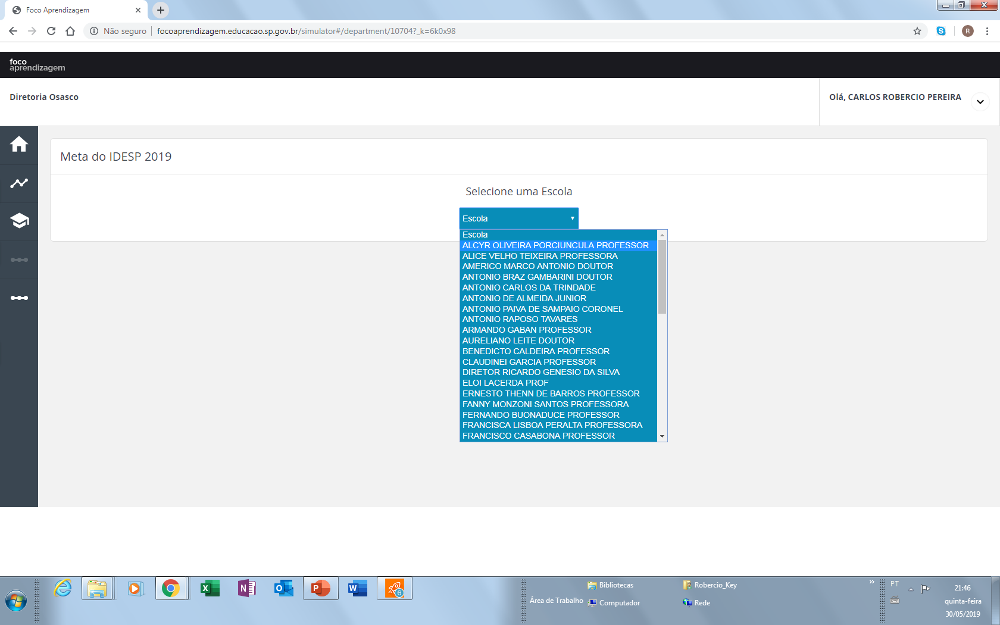 Foco Aprendizagem
Não seguro
focoaprendizagem.educacao.sp.gov.br/simulator#/department/10704?_k=6k0x98
R
foco
aprendizagem
Diretoria Osasco
Olá, CARLOS ROBERCIO PEREIRA
Meta do IDESP 2019
Selecione uma Escola
Escola
Escola
ALCYR OLIVEIRA PORCIUNCULA PROFESSOR
ALICE VELHO TEIXEIRA PROFESSORA
AMERICO MARCO ANTONIO DOUTOR
ANTONIO BRAZ GAMBARINI DOUTOR
ANTONIO CARLOS DA TRINDADE
ANTONIO DE ALMEIDA JUNIOR
ANTONIO PAIVA DE SAMPAIO CORONEL
ANTONIO RAPOSO TAVARES
ARMANDO GABAN PROFESSOR
AURELIANO LEITE DOUTOR
BENEDICTO CALDEIRA PROFESSOR
CLAUDINEI GARCIA PROFESSOR
DIRETOR RICARDO GENESIO DA SILVA
ELOI LACERDA PROF
ERNESTO THENN DE BARROS PROFESSOR
FANNY MONZONI SANTOS PROFESSORA
FERNANDO BUONADUCE PROFESSOR
FRANCISCA LISBOA PERALTA PROFESSORA
FRANCISCO CASABONA PROFESSOR
6
Área de Trabalho
Bibliotecas
Robercio_Key
Computador
Rede
PT
21:46
quinta-feira
30/05/2019